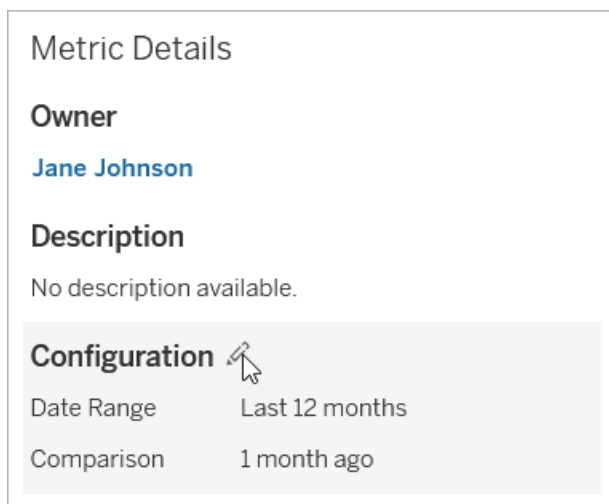 Metric Details
Owner
Jane Johnson
Description
No description available.
Configuration
Date Range Last 12 months
Comparison 1 month ago